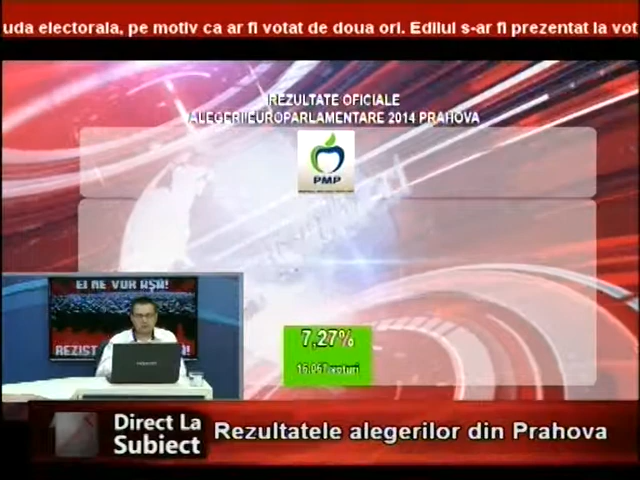 uda electorala, pe motiv ca ar fi votat de doua ori. Edilul s-ar fi prezentat la vot
REZULTATE OFICIALE
ALEGERI EUROPARLAMENTARE 2014 PRAHOVA
PMP
EI NE VOR AȘA!
REZIST
7,27%
voturi
Direct La
Subiect
Rezultatele alegerilor din Prahova